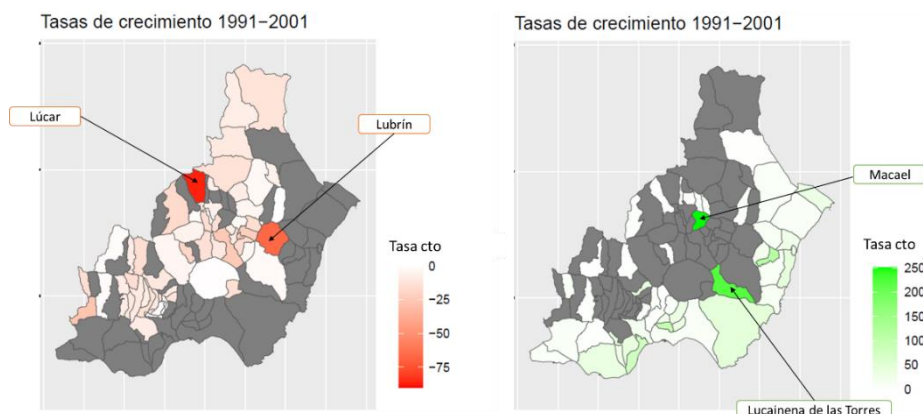 Tasas de crecimiento 1991−2001
Lúcar
Lubrín
Tasa cto
0
−25
−50
−75
Tasas de crecimiento 1991−2001
Macael
Tasa cto
250
200
150
100
50
0
Lucainena de las Torres